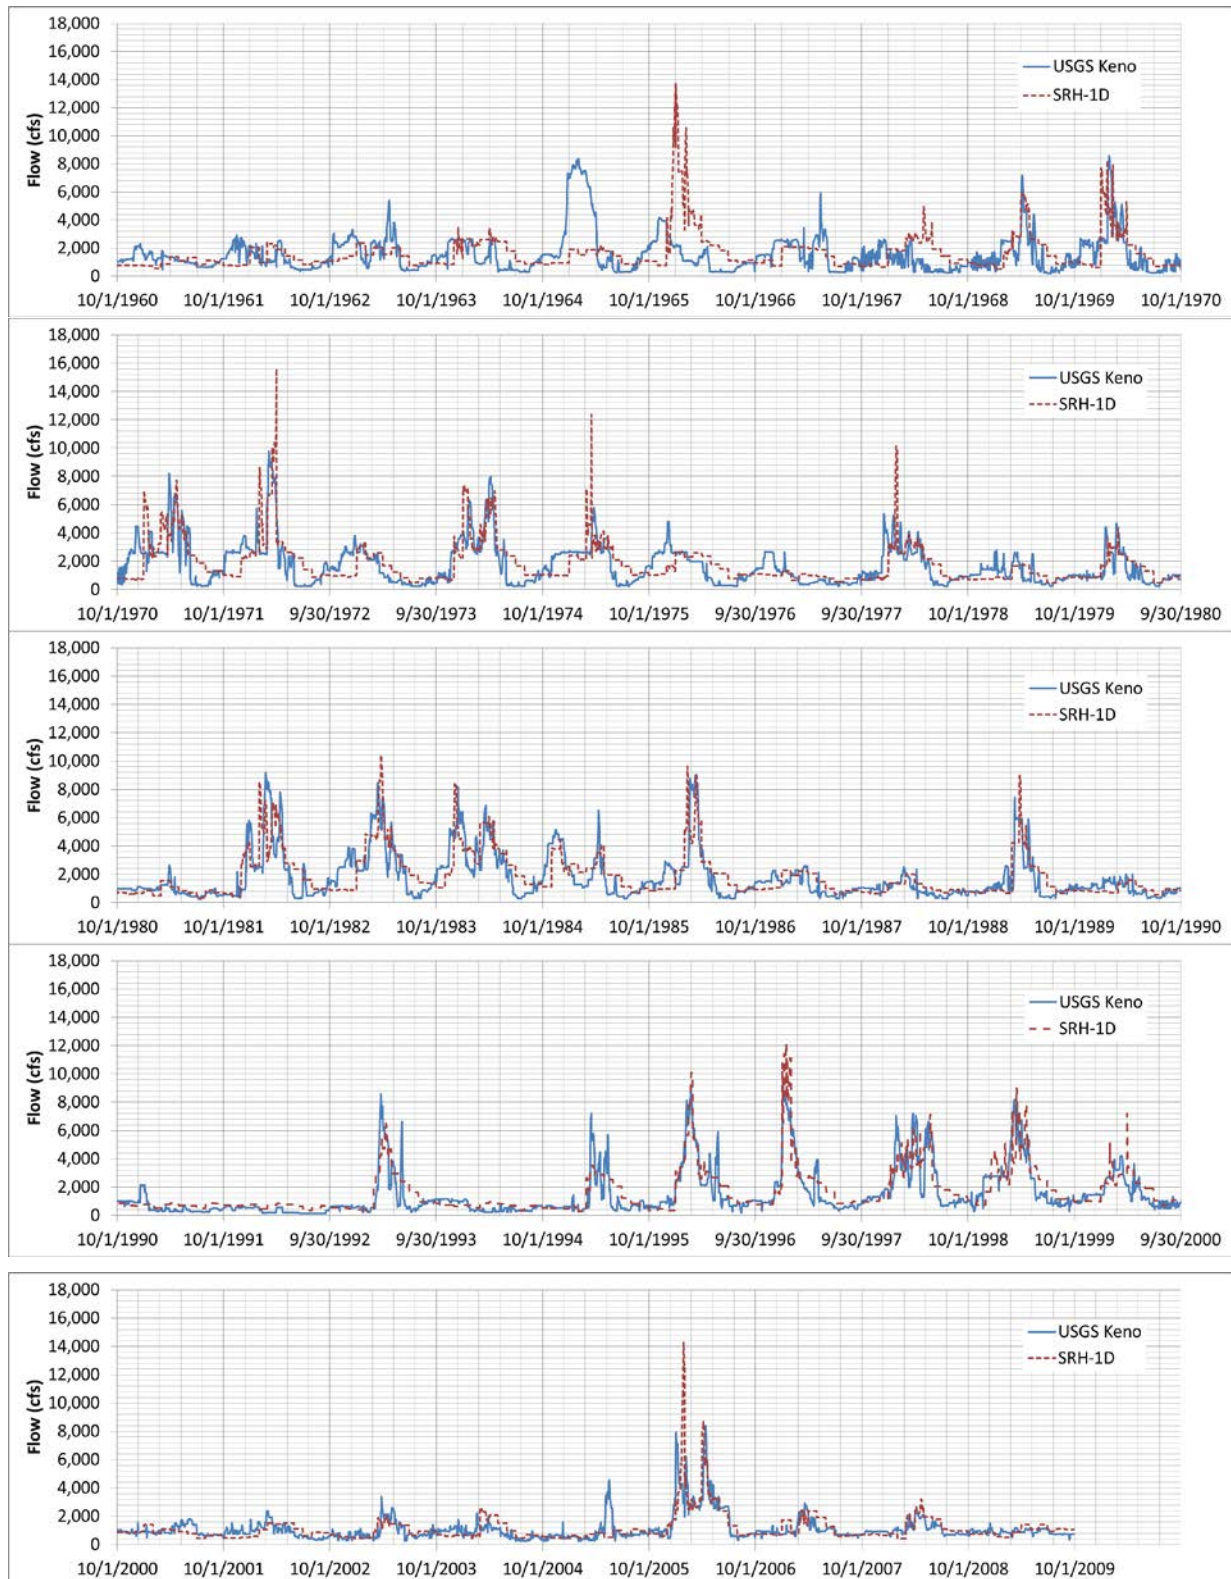 18,000
16,000
14,000
12,000
10,000
8,000
6,000
4,000
2,000
0
Flow (cfs)
USGS Keno
SRH-1D
10/1/1960 10/1/1961 10/1/1962 10/1/1963 10/1/1964 10/1/1965 10/1/1966 10/1/1967 10/1/1968 10/1/1969 10/1/1970
18,000
16,000
14,000
12,000
10,000
8,000
6,000
4,000
2,000
0
Flow (cfs)
USGS Keno
SRH-1D
10/1/1970 10/1/1971 9/30/1972 9/30/1973 10/1/1974 10/1/1975 9/30/1976 9/30/1977 10/1/1978 10/1/1979 9/30/1980
18,000
16,000
14,000
12,000
10,000
8,000
6,000
4,000
2,000
0
Flow (cfs)
USGS Keno
SRH-1D
10/1/1980 10/1/1981 10/1/1982 10/1/1983 10/1/1984 10/1/1985 10/1/1986 10/1/1987 10/1/1988 10/1/1989 10/1/1990
18,000
16,000
14,000
12,000
10,000
8,000
6,000
4,000
2,000
0
Flow (cfs)
USGS Keno
SRH-1D
10/1/1990 10/1/1991 9/30/1992 9/30/1993 10/1/1994 10/1/1995 9/30/1996 9/30/1997 10/1/1998 10/1/1999 9/30/2000
18,000
16,000
14,000
12,000
10,000
8,000
6,000
4,000
2,000
0
Flow (cfs)
USGS Keno
SRH-1D
10/1/2000 10/1/2001 10/1/2002 10/1/2003 10/1/2004 10/1/2005 10/1/2006 10/1/2007 10/1/2008 10/1/2009